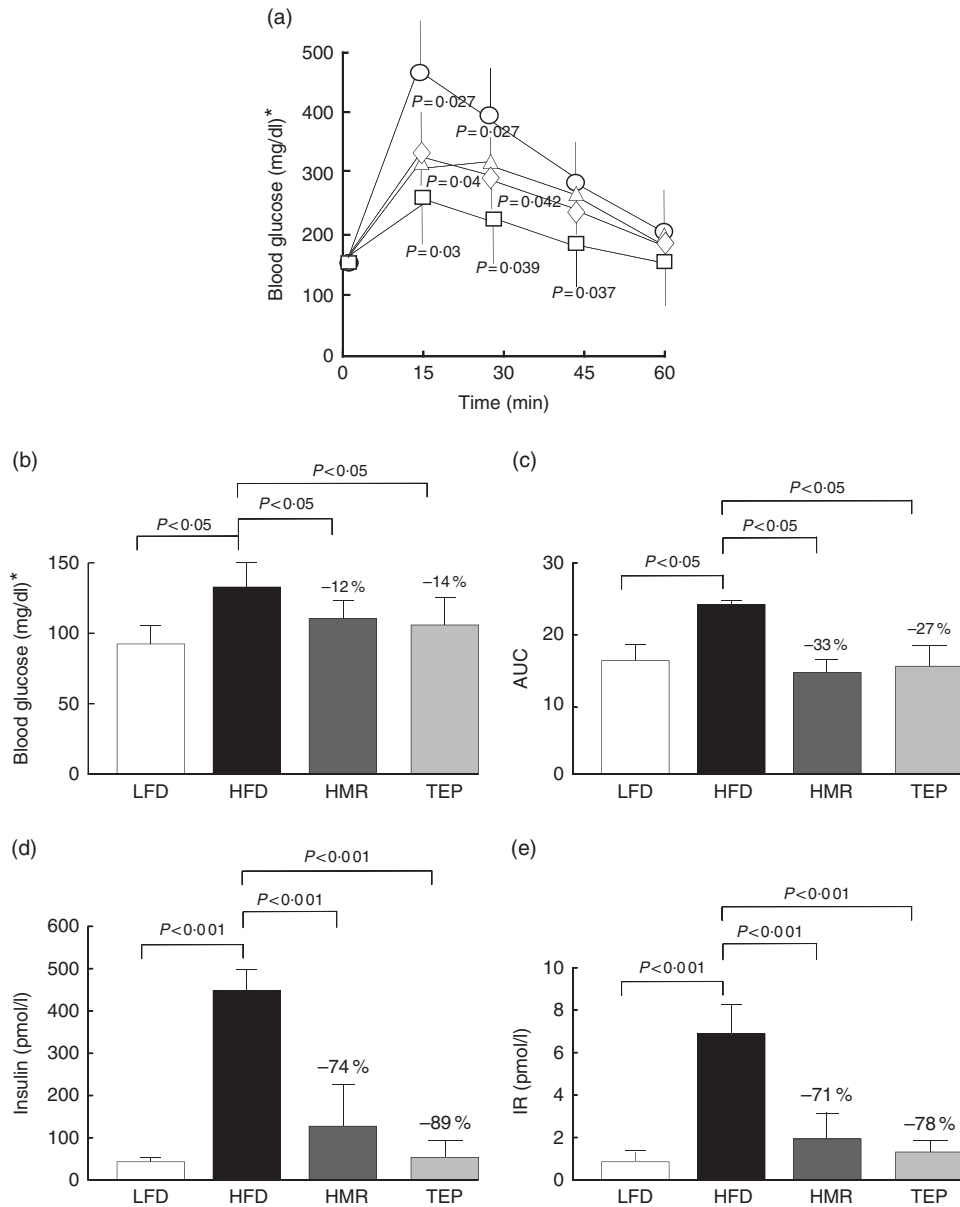 (a)
500
400
300
200
100
0
Blood glucose (mg/dl)*
P=0·027
P=0·027
P=0·04
P=0·042
P=0·03
P=0·039
P=0·037
0 15 30 45 60
Time (min)
(b)
P<0·05
P<0·05
P<0·05
150
100
50
0
Blood glucose (mg/dl)*
−12 %
−14 %
LFD HFD HMR TEP
(c)
P<0·05
P<0·05
P<0·05
30
20
10
0
AUC
−33 %
−27 %
LFD HFD HMR TEP
(d)
P<0·001
P<0·001
P<0·001
600
500
400
300
200
100
0
Insulin (pmol/l)
−74 %
−89 %
LFD HFD HMR TEP
(e)
P<0·001
P<0·001
P<0·001
10
8
6
4
2
0
IR (pmol/l)
−71 %
−78 %
LFD HFD HMR TEP